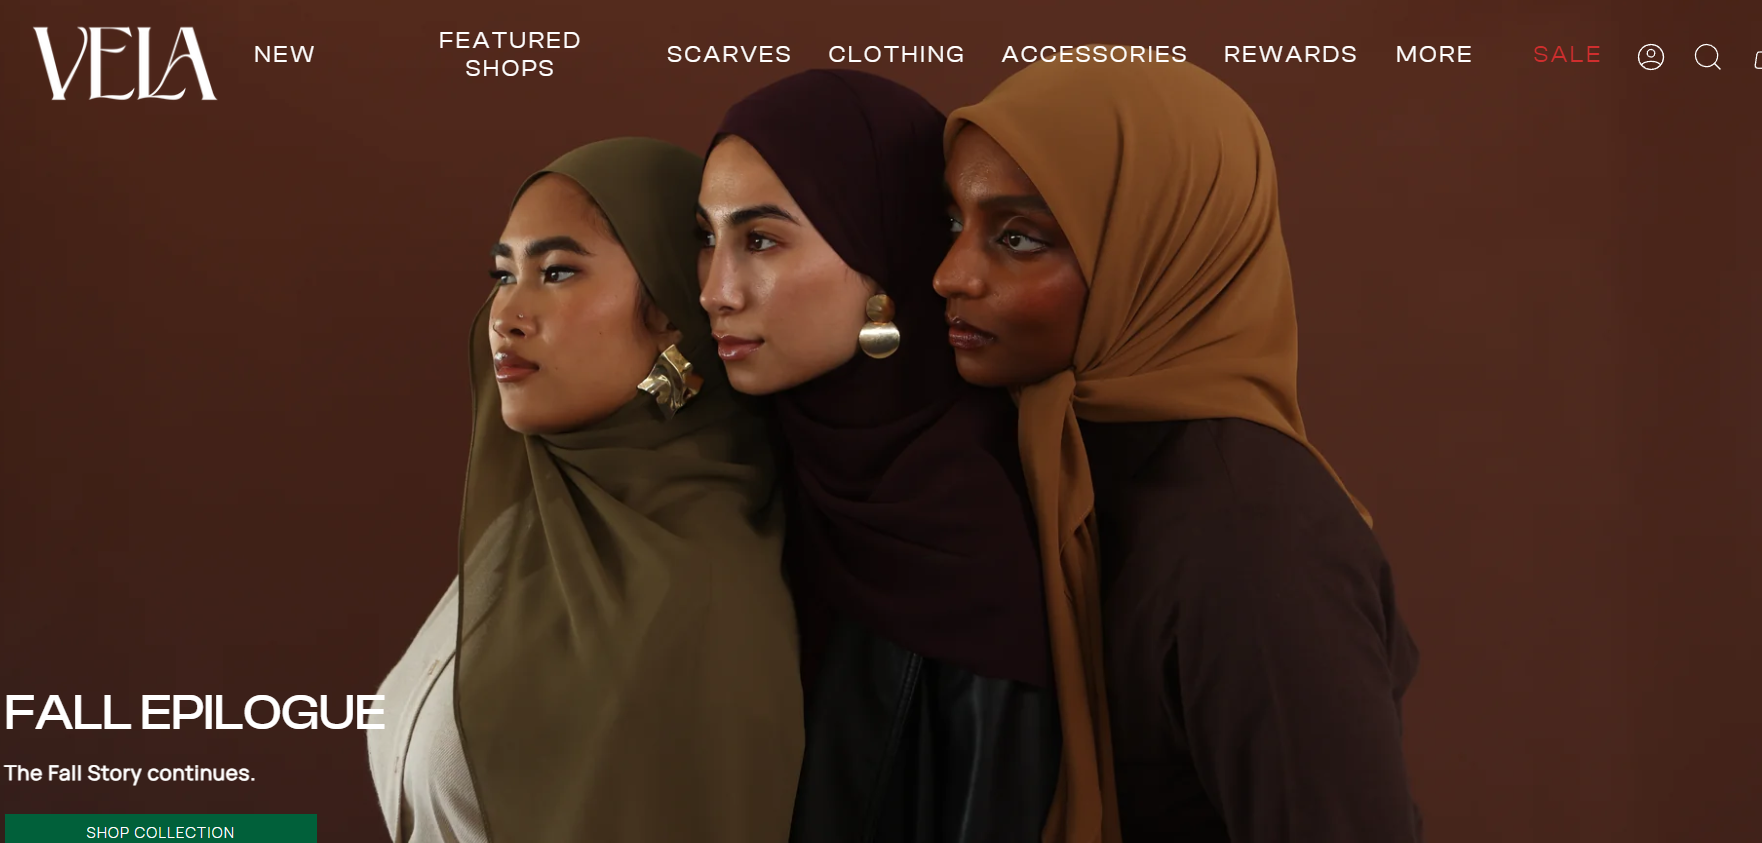 VELA
NEW
FEATURED
SHOPS
SCARVES
CLOTHING
ACCESSORIES
REWARDS
MORE
SALE
FALL EPILOGUE
The Fall Story continues.
SHOP COLLECTION